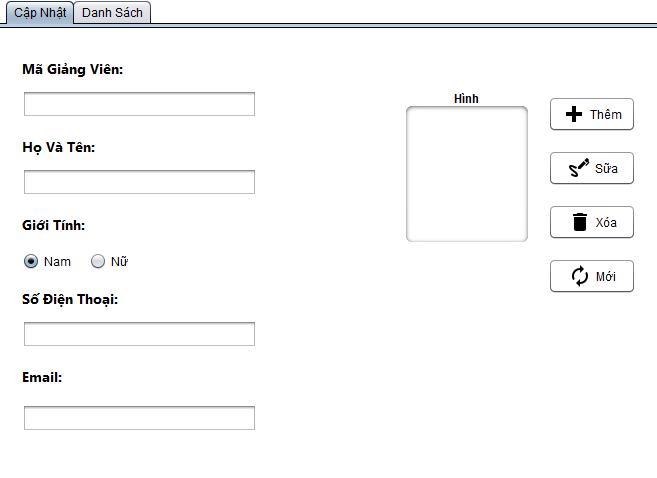 Cập Nhật Danh Sách
Mã Giảng Viên:
Hình
Thêm
Họ Và Tên:
Sữa
Giới Tính:
Xóa
Nam Nữ
Mới
Số Điện Thoại:
Email: